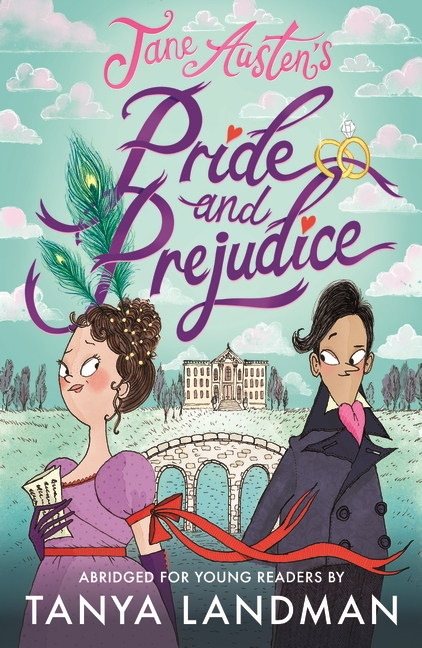 Jane Austen's
Pride
and
Prejudice
ABRIDGED FOR YOUNG READERS BY
TANYA LANDMAN